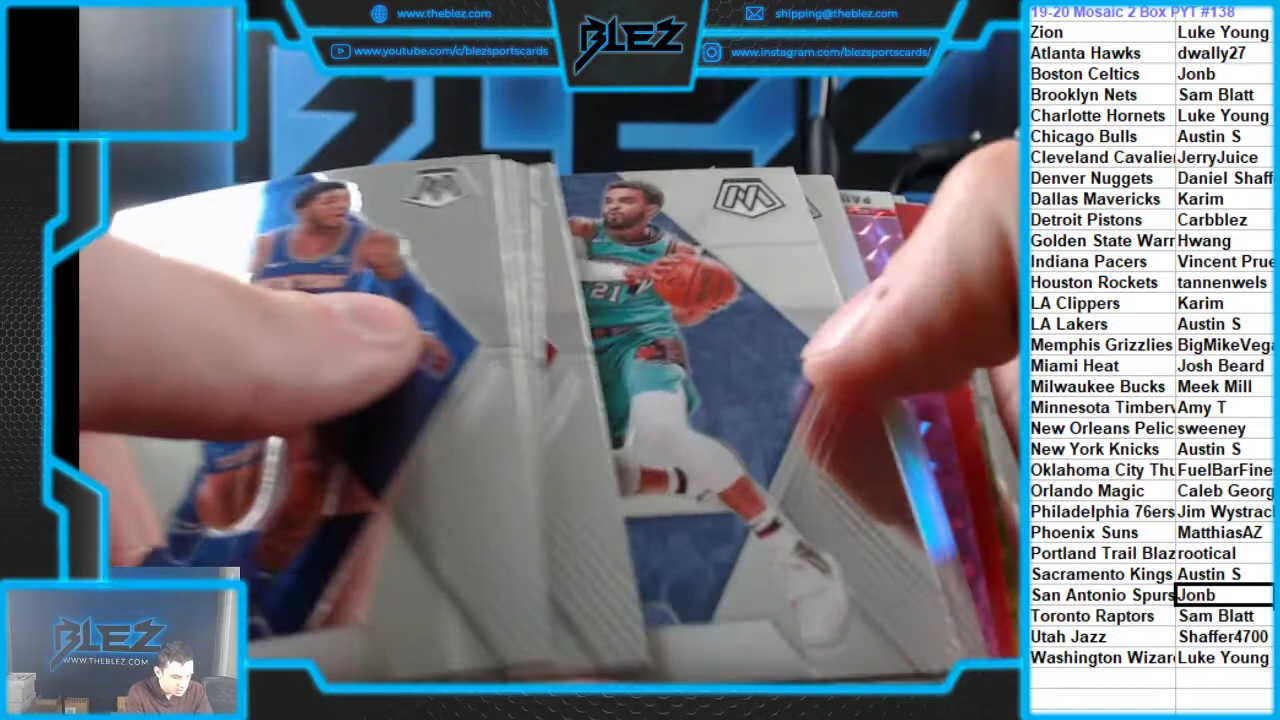 www.theblez.com
www.youtube.com/c/blezsportscards
BLEZ
shipping@theblez.com
www.instagram.com/blezsportscards/
19-20 Mosaic 2 Box PYT #138
Zion Luke Young
Atlanta Hawks dwally27
Boston Celtics Jonb
Brooklyn Nets Sam Blatt
Charlotte Hornets Luke Young
Chicago Bulls Austin S
Cleveland Cavalie JerryJuice
Denver Nuggets Daniel Shaff
Dallas Mavericks Karim
Detroit Pistons Carbblez
Golden State Warr Hwang
Indiana Pacers Vincent Prue
Houston Rockets tannenwels
LA Clippers Karim
LA Lakers Austin S
Memphis Grizzlies BigMikeVega
Miami Heat Josh Beard
Milwaukee Bucks Meek Mill
Minnesota Timberv Amy T
New Orleans Pelic sweeney
New York Knicks Austin S
Oklahoma City Thu FuelBarFine
Orlando Magic Caleb Georg
Philadelphia 76ers Jim Wystrac
Phoenix Suns MatthiasAZ
Portland Trail Blaz rootical
Sacramento Kings Austin S
San Antonio Spurs Jonb
Toronto Raptors Sam Blatt
Utah Jazz Shaffer4700
Washington Wizar Luke Young
BLEZ
21
BLEZ
WWW.THEBLEZ.COM